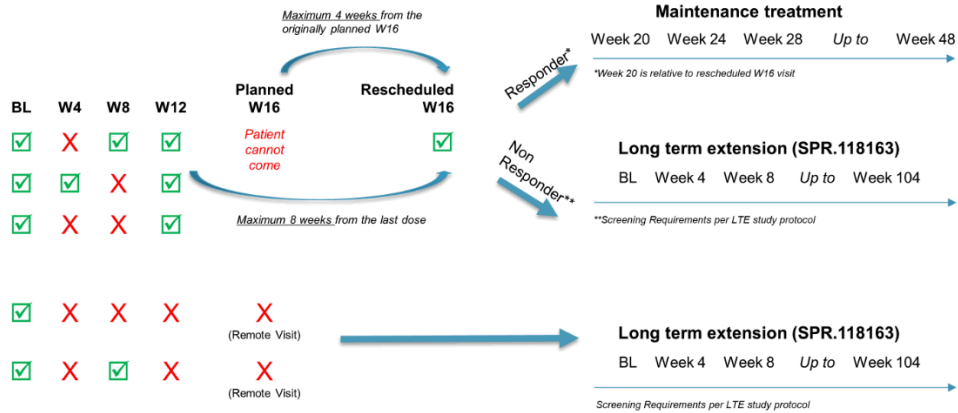 Maximum 4 weeks from the
originally planned W16
Maintenance treatment
Week 20 Week 24 Week 28 Up to Week 48
*Week 20 is relative to rescheduled W16 visit
Responder*
BL W4 W8 W12
Planned
W16
Rescheduled
W16
X
Patient
cannot
come
X
X X
Maximum 8 weeks from the last dose
Non
Responder**
Long term extension (SPR.118163)
BL Week 4 Week 8 Up to Week 104
**Screening Requirements per LTE study protocol
X X X X
(Remote Visit)
X X X
(Remote Visit)
Long term extension (SPR.118163)
BL Week 4 Week 8 Up to Week 104
Screening Requirements per LTE study protocol